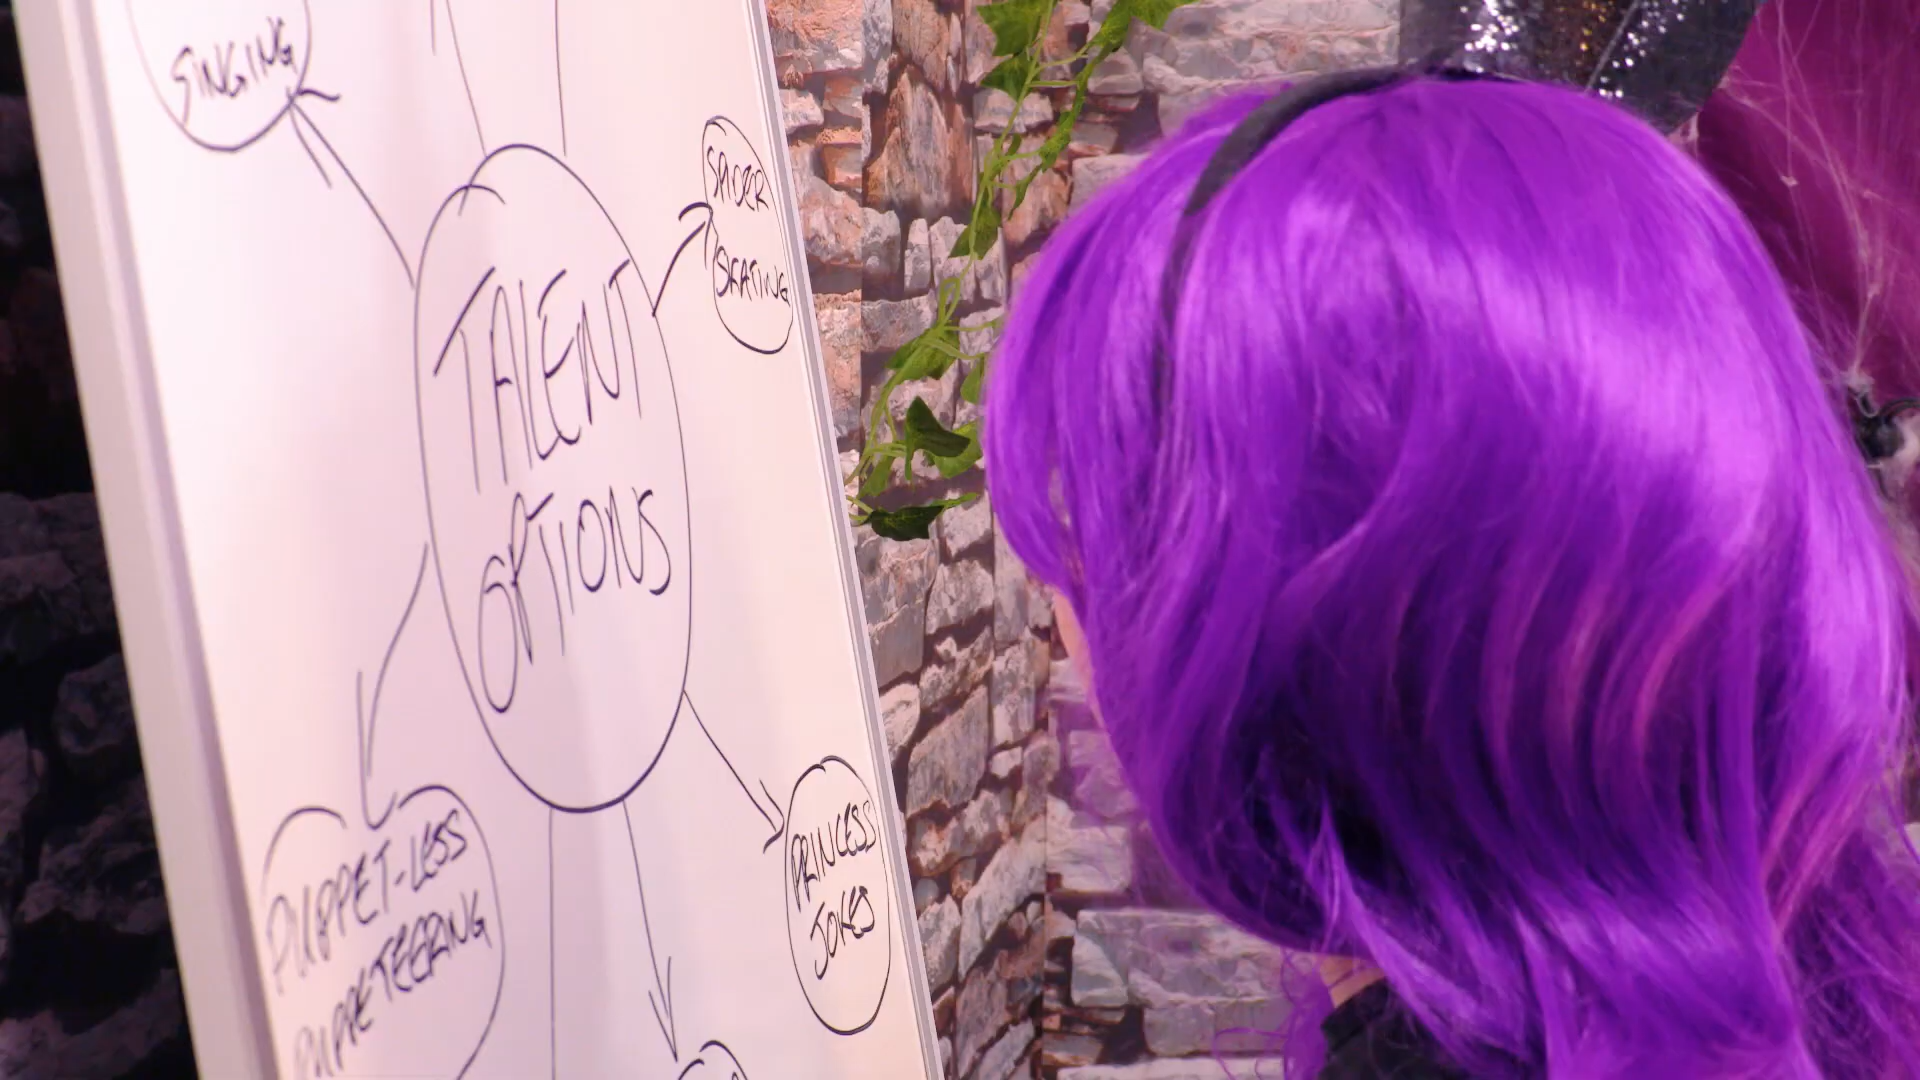 SINGING
SPIDER
SKATING
TALENT
OPTIONS
PUPPET-LESS
PUPPETEERING
PRINCESS
JOKES